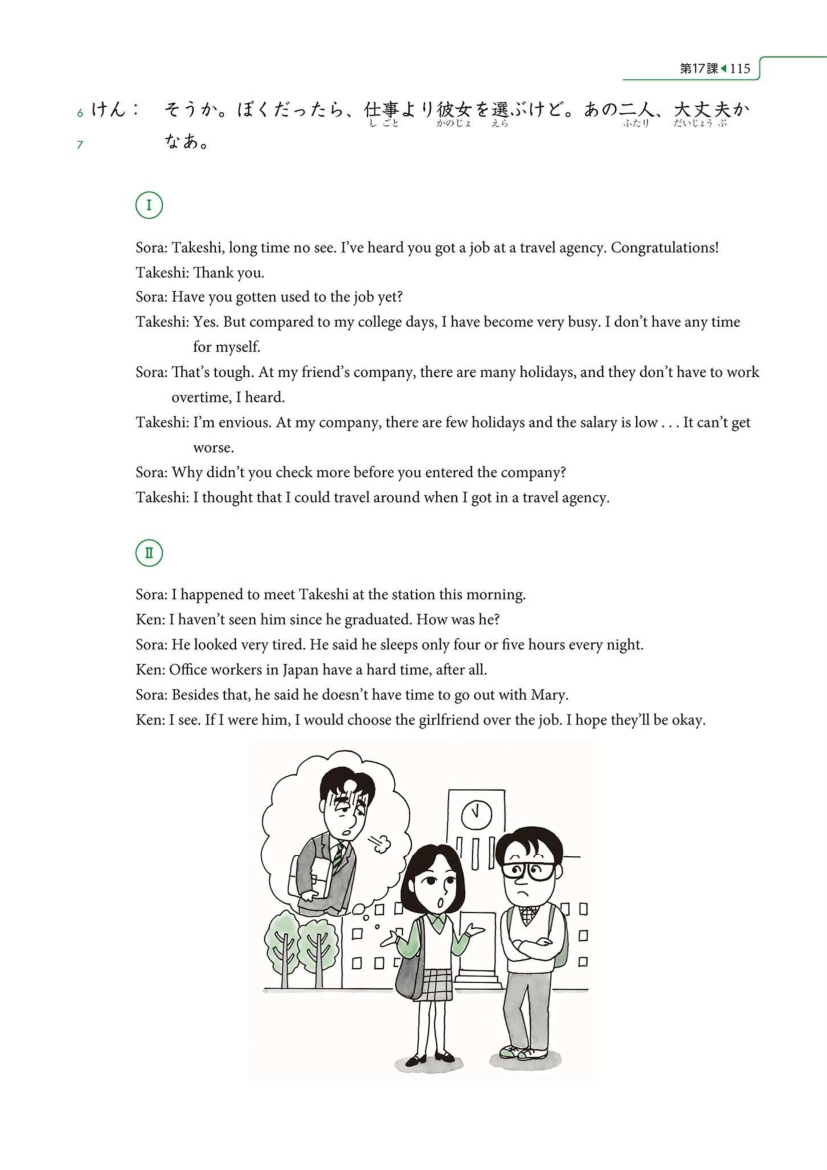 第17課◀115
6 けん： そうか。ぼくだったら、仕事より彼女を選ぶけど。あの二人、大丈夫か
しごと かのじょ えら ふたり だいじょうぶ
7 なあ。
I
Sora: Takeshi, long time no see. I've heard you got a job at a travel agency. Congratulations!
Takeshi: Thank you.
Sora: Have you gotten used to the job yet?
Takeshi: Yes. But compared to my college days, I have become very busy. I don't have any time
for myself.
Sora: That's tough. At my friend's company, there are many holidays, and they don't have to work
overtime, I heard.
Takeshi: I'm envious. At my company, there are few holidays and the salary is low . . . It can't get
worse.
Sora: Why didn't you check more before you entered the company?
Takeshi: I thought that I could travel around when I got in a travel agency.
II
Sora: I happened to meet Takeshi at the station this morning.
Ken: I haven't seen him since he graduated. How was he?
Sora: He looked very tired. He said he sleeps only four or five hours every night.
Ken: Office workers in Japan have a hard time, after all.
Sora: Besides that, he said he doesn't have time to go out with Mary.
Ken: I see. If I were him, I would choose the girlfriend over the job. I hope they'll be okay.